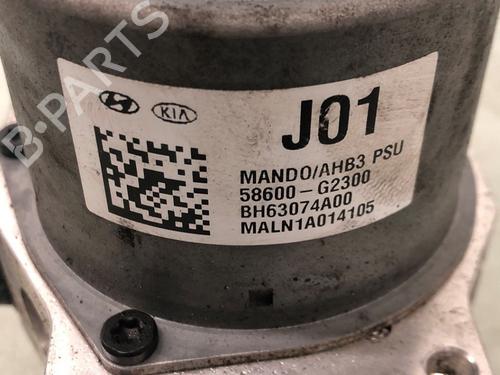 B-PARTS
KIA
J01
MANDO/AHB3 PSU
58600-G2300
BH63074A00
MALN1A014105